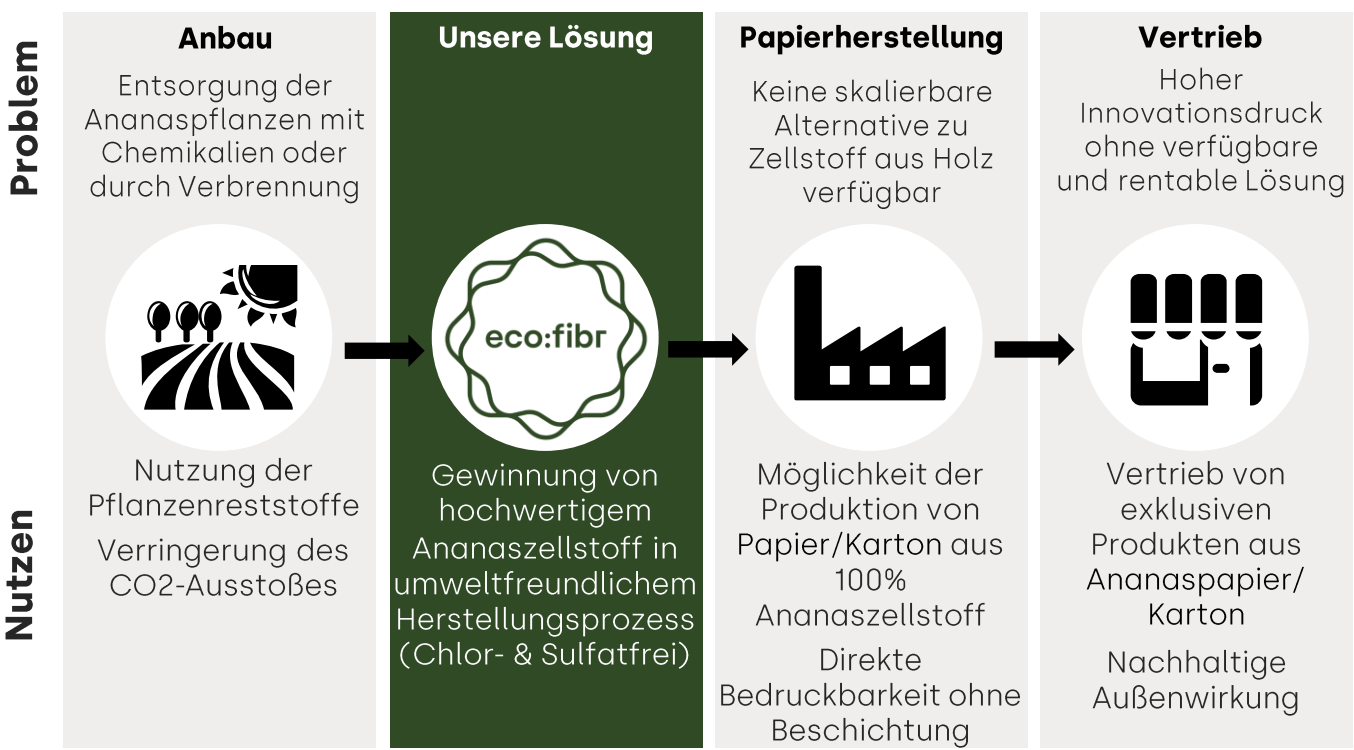 Problem
Anbau
Entsorgung der
Ananaspflanzen mit
Chemikalien oder
durch Verbrennung
Unsere Lösung
Papierherstellung
Keine skalierbare
Alternative zu
Zellstoff aus Holz
verfügbar
Vertrieb
Hoher
Innovationsdruck
ohne verfügbare
und rentable Lösung
eco:fibr
Nutzen
Nutzung der
Pflanzenreststoffe
Verringerung des
CO2-Ausstoßes
Gewinnung von
hochwertigem
Ananaszellstoff in
umweltfreundlichem
Herstellungsprozess
(Chlor- & Sulfatfrei)
Möglichkeit der
Produktion von
Papier/Karton aus
100%
Ananaszellstoff
Direkte
Bedruckbarkeit ohne
Beschichtung
Vertrieb von
exklusiven
Produkten aus
Ananaspapier/
Karton
Nachhaltige
Außenwirkung